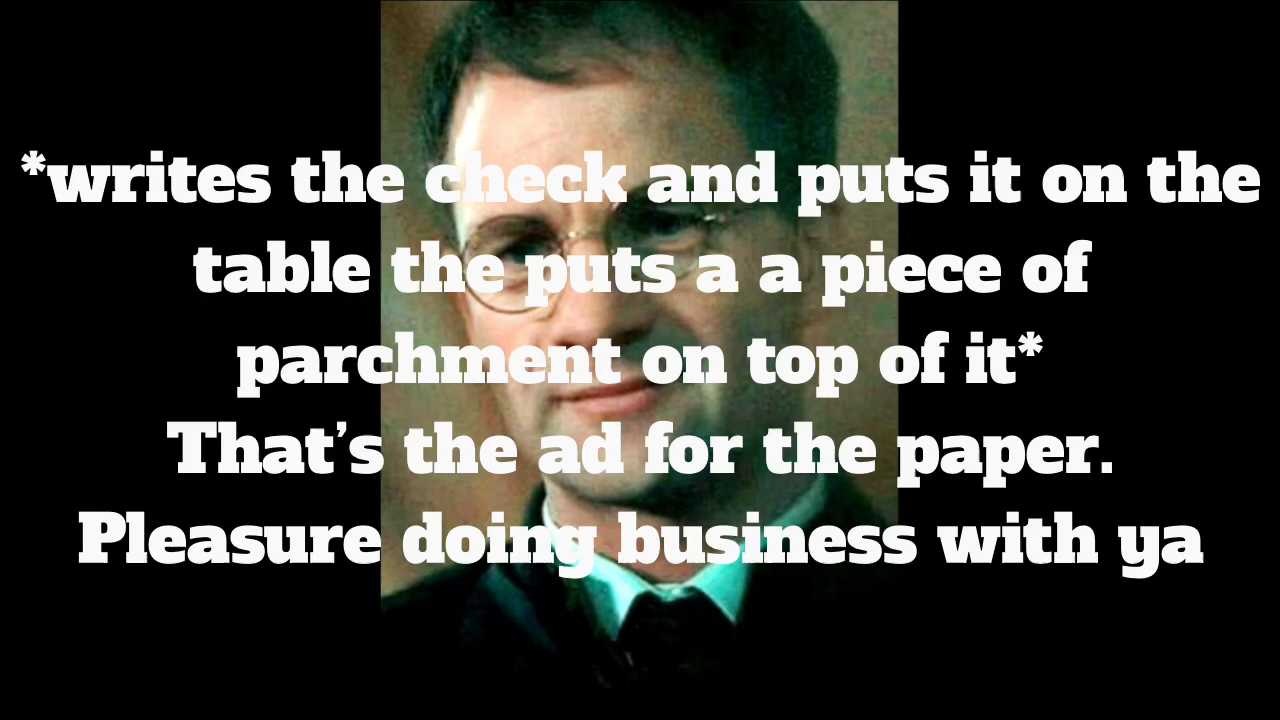 *writes the check and puts it on the
table the puts a a piece of
parchment on top of it*
That's the ad for the paper.
Pleasure doing business with ya